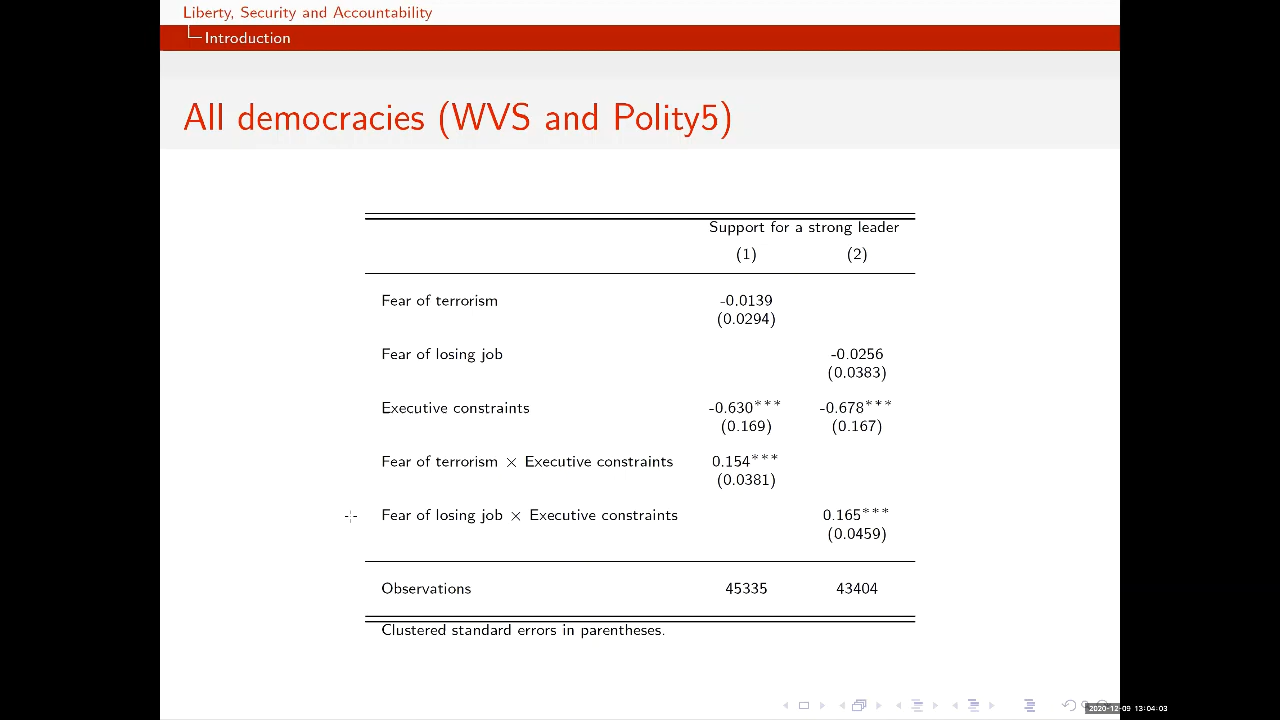 Liberty, Security and Accountability
Introduction
All democracies (WVS and Polity5)
Support for a strong leader
(1) (2)
Fear of terrorism -0.0139
(0.0294)
Fear of losing job -0.0256
(0.0383)
Executive constraints -0.630*** -0.678***
(0.169) (0.167)
Fear of terrorism × Executive constraints 0.154***
(0.0381)
Fear of losing job × Executive constraints 0.165***
(0.0459)
Observations 45335 43404
Clustered standard errors in parentheses.
2020-12-09 13:04:03